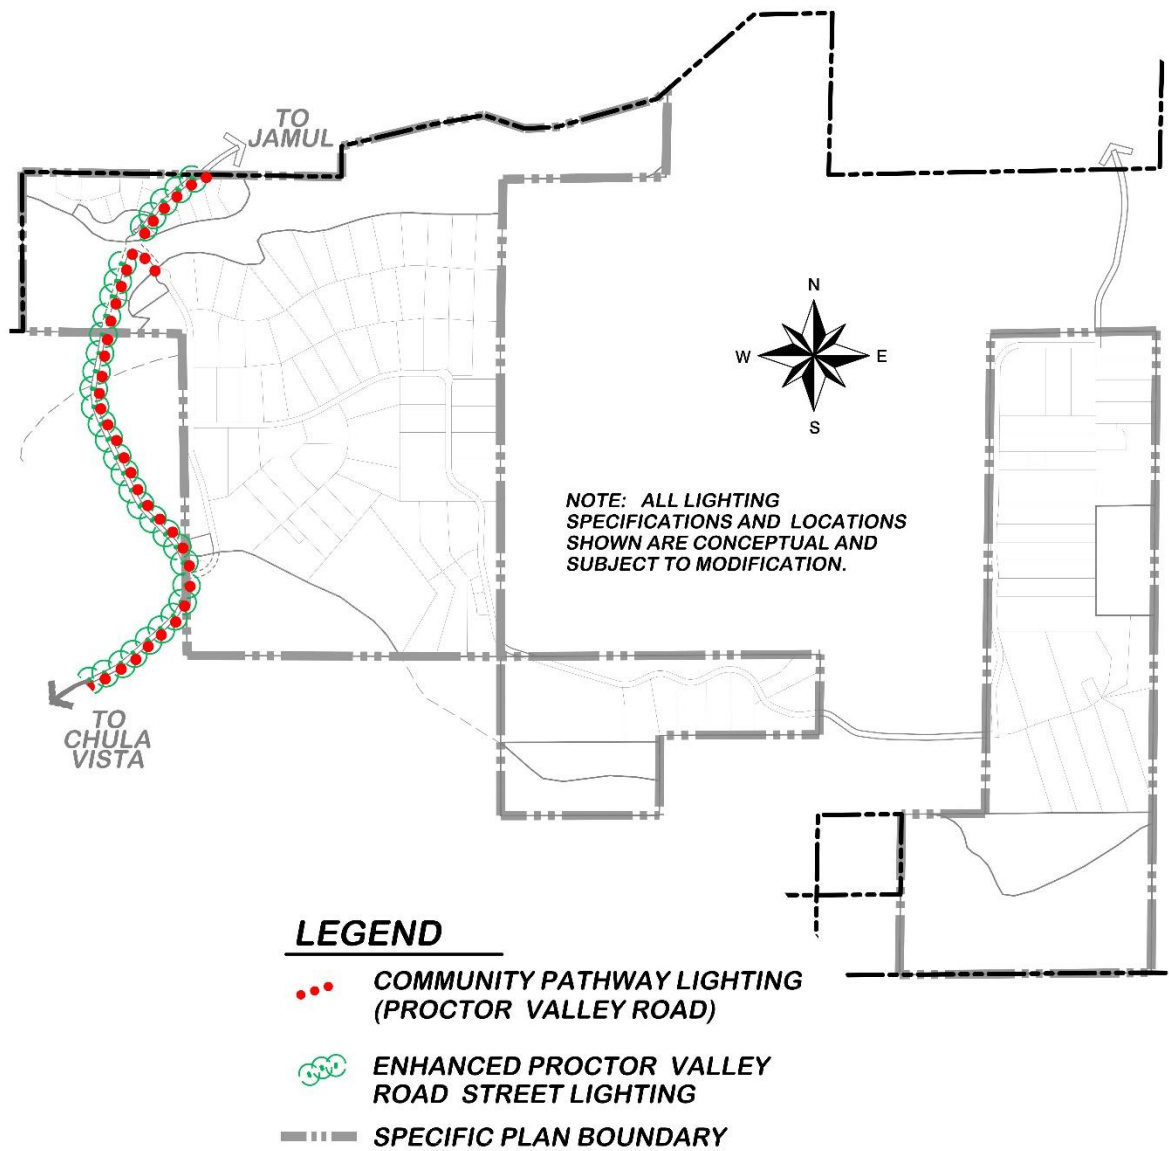 TO
JAMUL
N
W
E
S
NOTE: ALL LIGHTING
SPECIFICATIONS AND LOCATIONS
SHOWN ARE CONCEPTUAL AND
SUBJECT TO MODIFICATION.
TO
CHULA
VISTA
LEGEND
COMMUNITY PATHWAY LIGHTING
(PROCTOR VALLEY ROAD)
ENHANCED PROCTOR VALLEY
ROAD STREET LIGHTING
SPECIFIC PLAN BOUNDARY